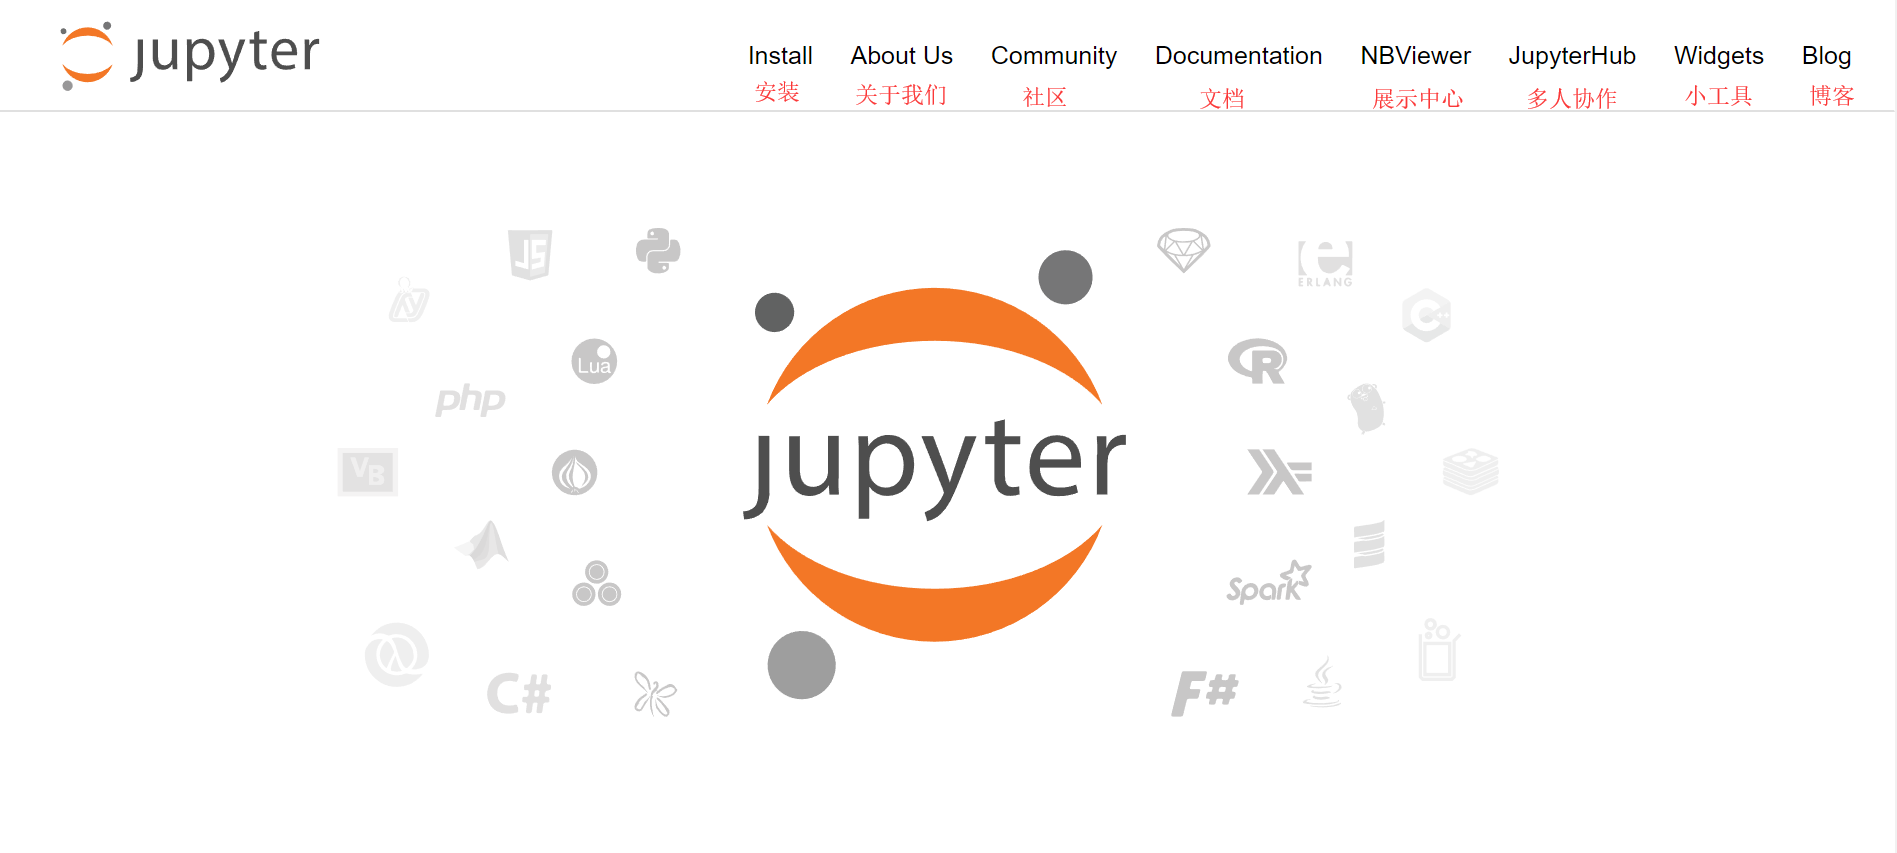 jupyter
Install About Us Community Documentation NBViewer JupyterHub Widgets Blog
安装 关于我们 社区 文档 展示中心 多人协作 小工具 博客
JS
ERLANG
C++
Lua
R
php
jupyter
VB
Spark
C#
F#